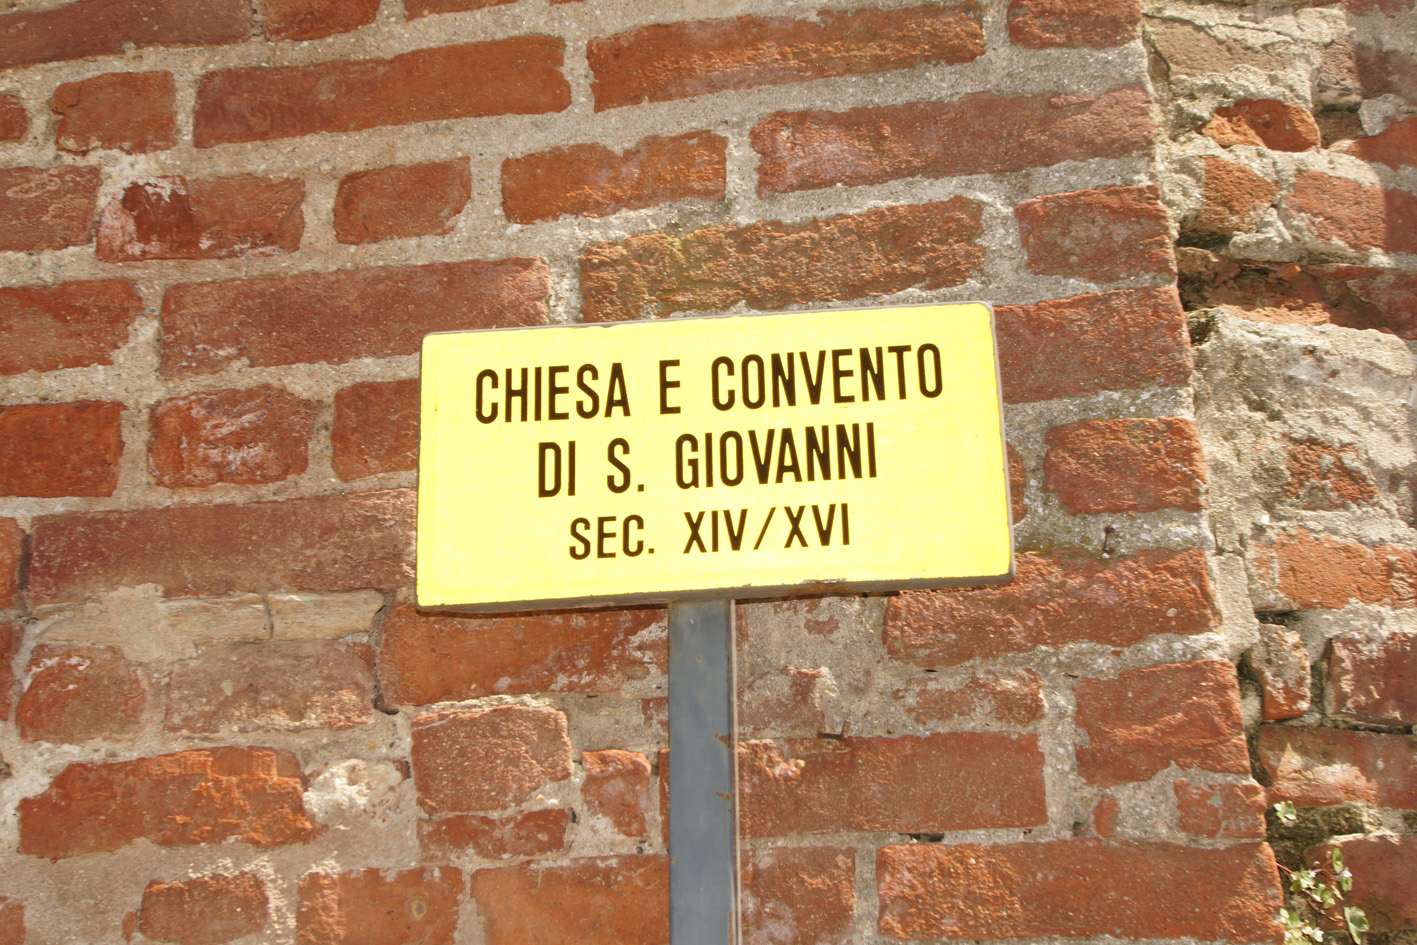 CHIESA E CONVENTO
DI S. GIOVANNI
SEC. XIV/XVI